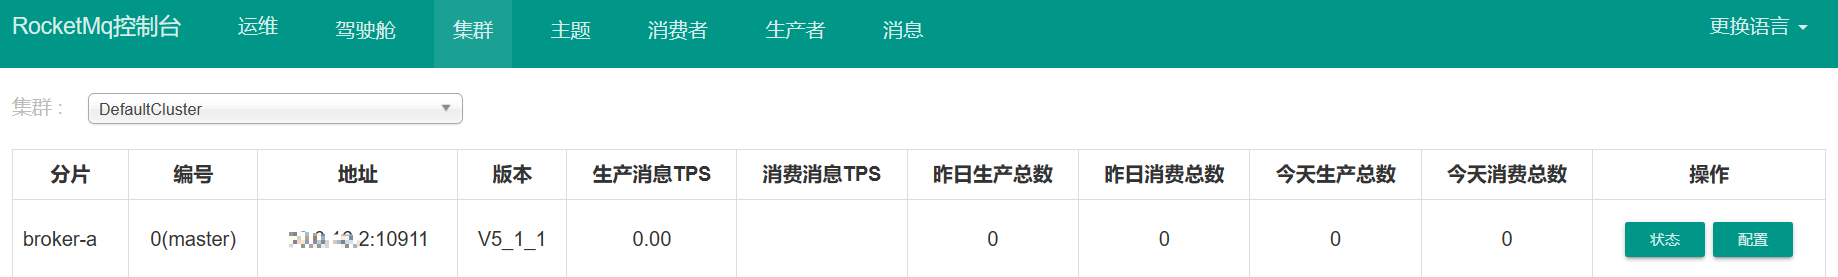 RocketMq控制台 运维 驾驶舱 集群 主题 消费者 生产者 消息 更换语言
集群： DefaultCluster
分片 编号 地址 版本 生产消息TPS 消费消息TPS 昨日生产总数 昨日消费总数 今天生产总数 今天消费总数 操作
broker-a 0(master) 2:10911 V5_1_1 0.00 0 0 0 0 状态 配置